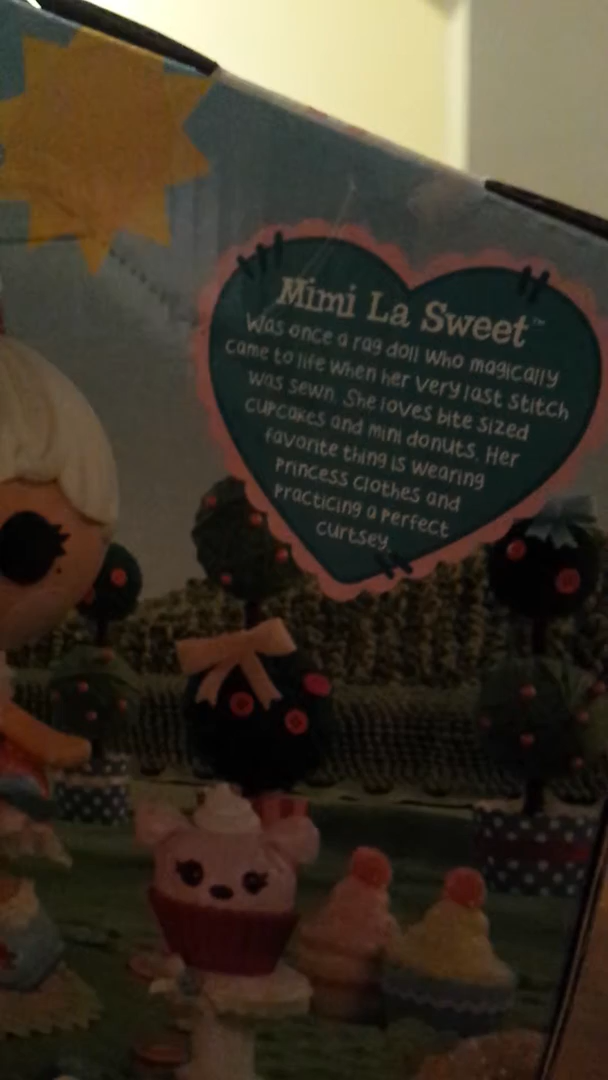 Mimi La Sweet™
Was once a rag doll who magically
came to life when her very last stitch
was sewn. She loves bite sized
cupcakes and mini donuts. Her
favorite thing is wearing
princess clothes and
practicing a perfect
curtsey.